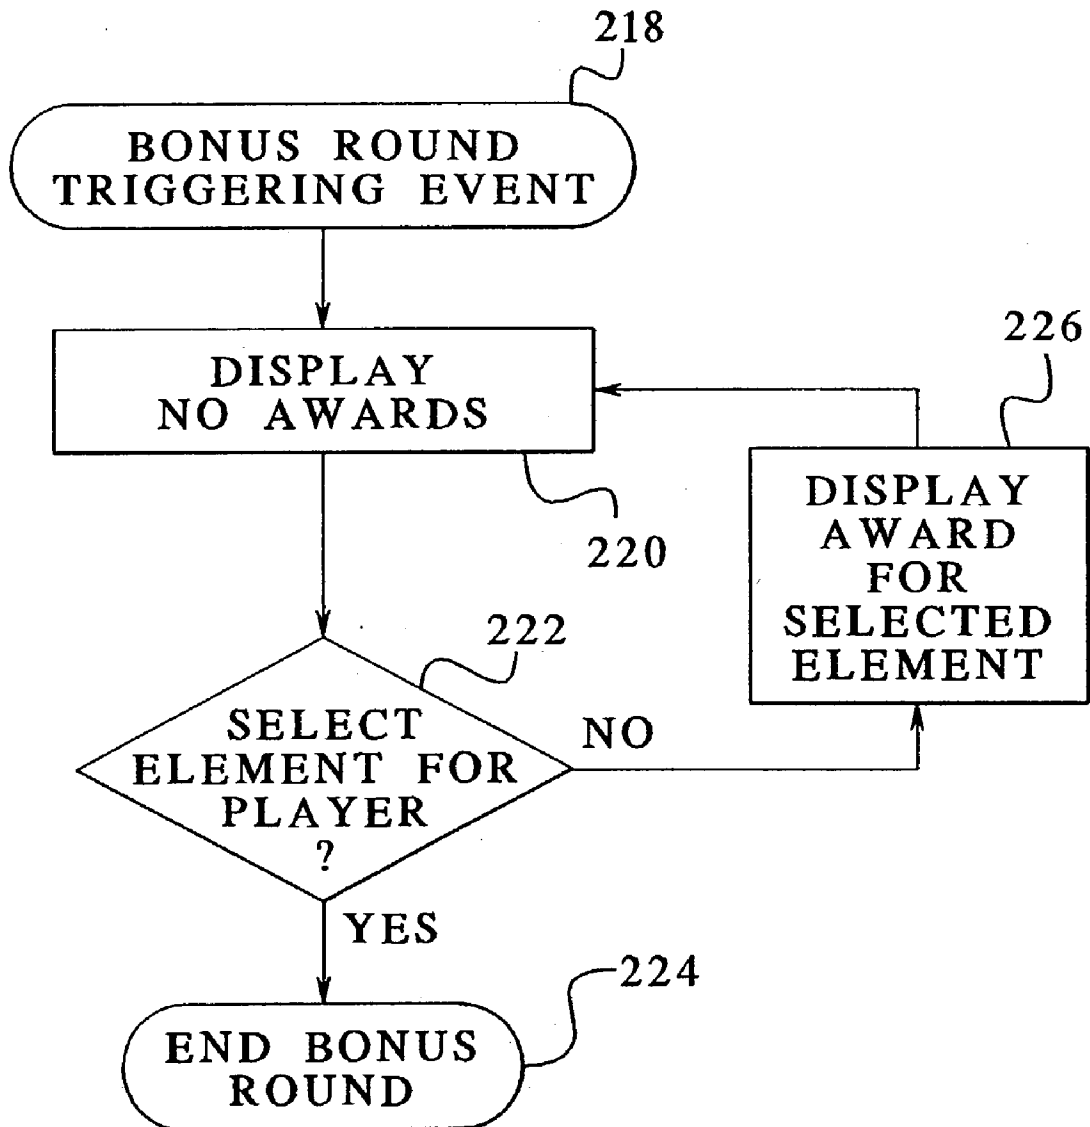 218
BONUS ROUND
TRIGGERING EVENT
226
DISPLAY
NO AWARDS
220
DISPLAY
AWARD
FOR
SELECTED
ELEMENT
222
SELECT
ELEMENT FOR
PLAYER
?
NO
YES
224
END BONUS
ROUND